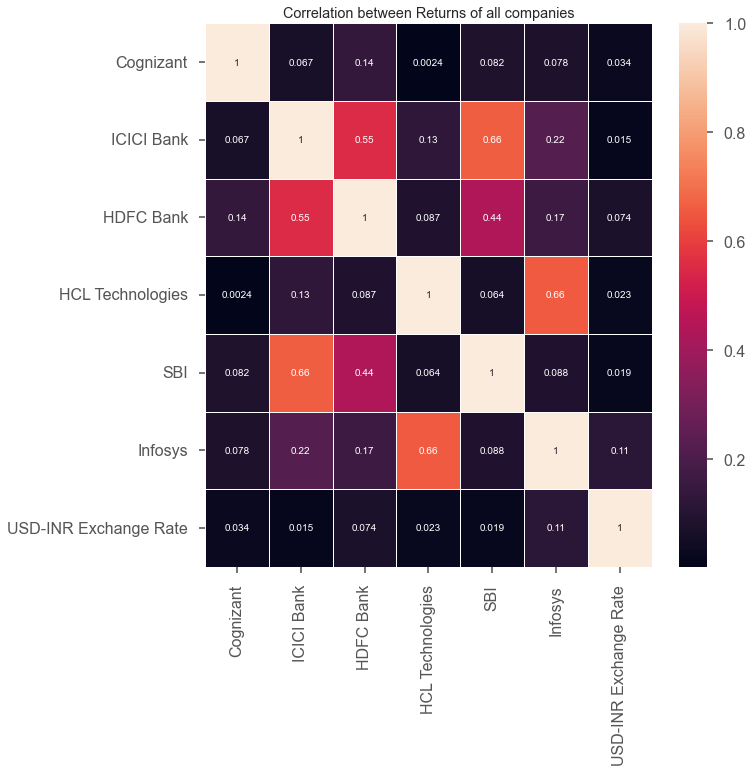 Correlation between Returns of all companies
Cognizant 1 0.067 0.14 0.0024 0.082 0.078 0.034
ICICI Bank 0.067 1 0.55 0.13 0.66 0.22 0.015
HDFC Bank 0.14 0.55 1 0.087 0.44 0.17 0.074
HCL Technologies 0.0024 0.13 0.087 1 0.064 0.66 0.023
SBI 0.082 0.66 0.44 0.064 1 0.088 0.019
Infosys 0.078 0.22 0.17 0.66 0.088 1 0.11
USD-INR Exchange Rate 0.034 0.015 0.074 0.023 0.019 0.11 1
Cognizant
ICICI Bank
HDFC Bank
HCL Technologies
SBI
Infosys
USD-INR Exchange Rate
1.0
0.8
0.6
0.4
0.2